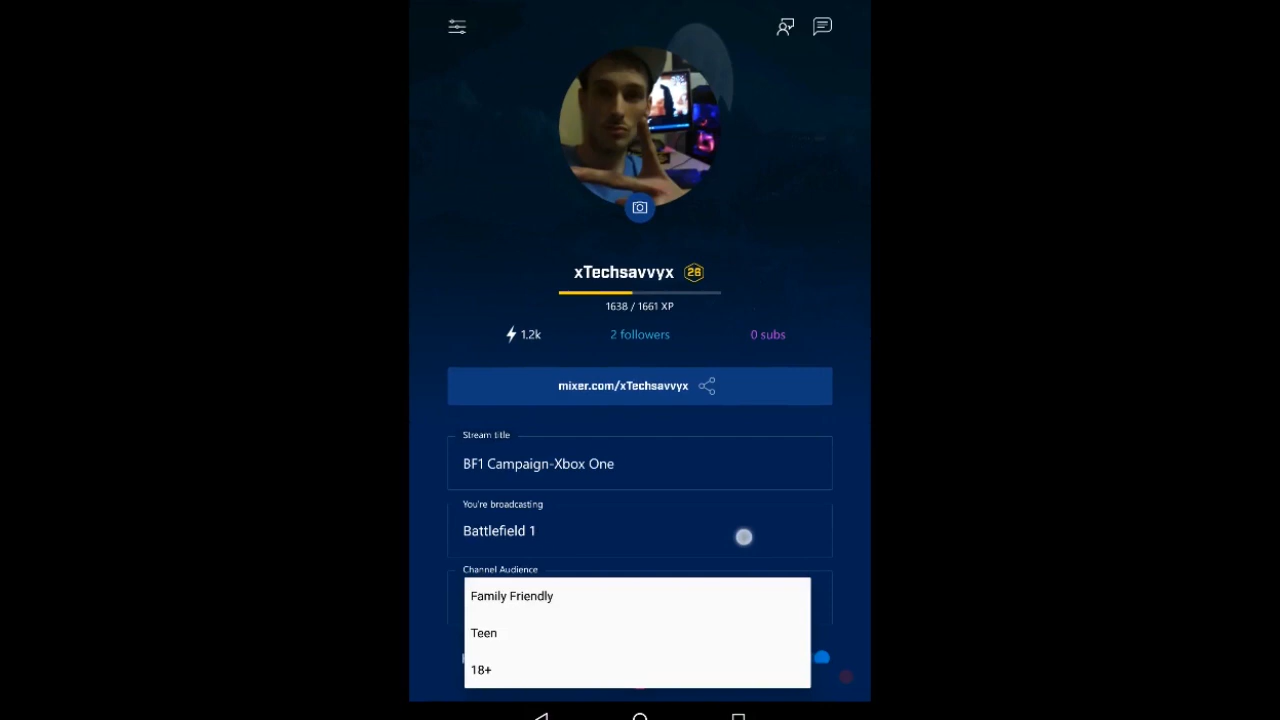 xTechsavvyx 26
1638 / 1661 XP
1.2k 2 followers 0 subs
mixer.com/xTechsavvyx
Stream title
BF1 Campaign-Xbox One
You're broadcasting
Battlefield 1
Channel Audience
Family Friendly
Teen
18+